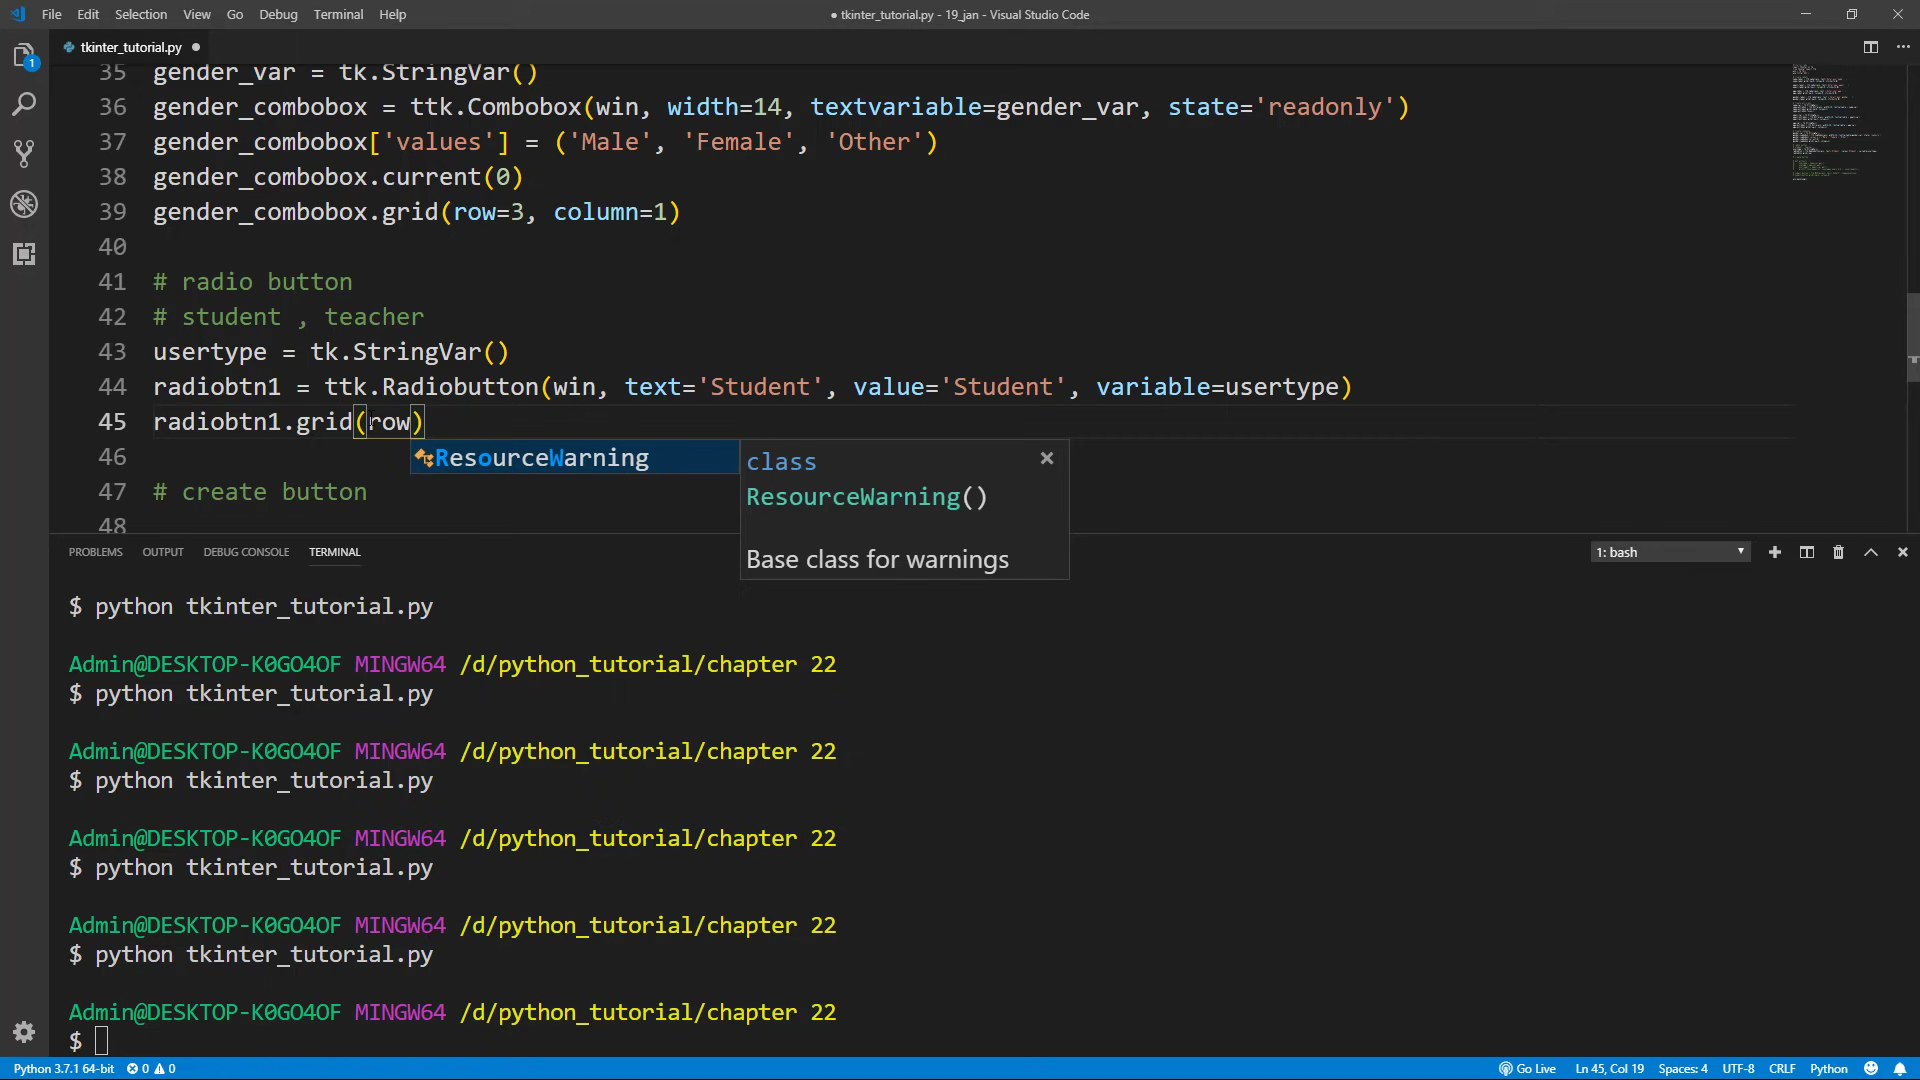 File Edit Selection View Go Debug Terminal Help
● tkinter_tutorial.py - 19_jan - Visual Studio Code
tkinter_tutorial.py ●
1
35 gender_var = tk.StringVar()
36 gender_combobox = ttk.Combobox(win, width=14, textvariable=gender_var, state='readonly')
37 gender_combobox['values'] = ('Male', 'Female', 'Other')
38 gender_combobox.current(0)
39 gender_combobox.grid(row=3, column=1)
40
41 # radio button
42 # student , teacher
43 usertype = tk.StringVar()
44 radiobtn1 = ttk.Radiobutton(win, text='Student', value='Student', variable=usertype)
45 radiobtn1.grid(row)
46 ResourceWarning class
ResourceWarning()
47 # create button
48
Base class for warnings
PROBLEMS OUTPUT DEBUG CONSOLE TERMINAL 1: bash
$ python tkinter_tutorial.py
Admin@DESKTOP-K0GO4OF MINGW64 /d/python_tutorial/chapter 22
$ python tkinter_tutorial.py
Admin@DESKTOP-K0GO4OF MINGW64 /d/python_tutorial/chapter 22
$ python tkinter_tutorial.py
Admin@DESKTOP-K0GO4OF MINGW64 /d/python_tutorial/chapter 22
$ python tkinter_tutorial.py
Admin@DESKTOP-K0GO4OF MINGW64 /d/python_tutorial/chapter 22
$ python tkinter_tutorial.py
Admin@DESKTOP-K0GO4OF MINGW64 /d/python_tutorial/chapter 22
$
Python 3.7.1 64-bit 0 0 Go Live Ln 45, Col 19 Spaces: 4 UTF-8 CRLF Python